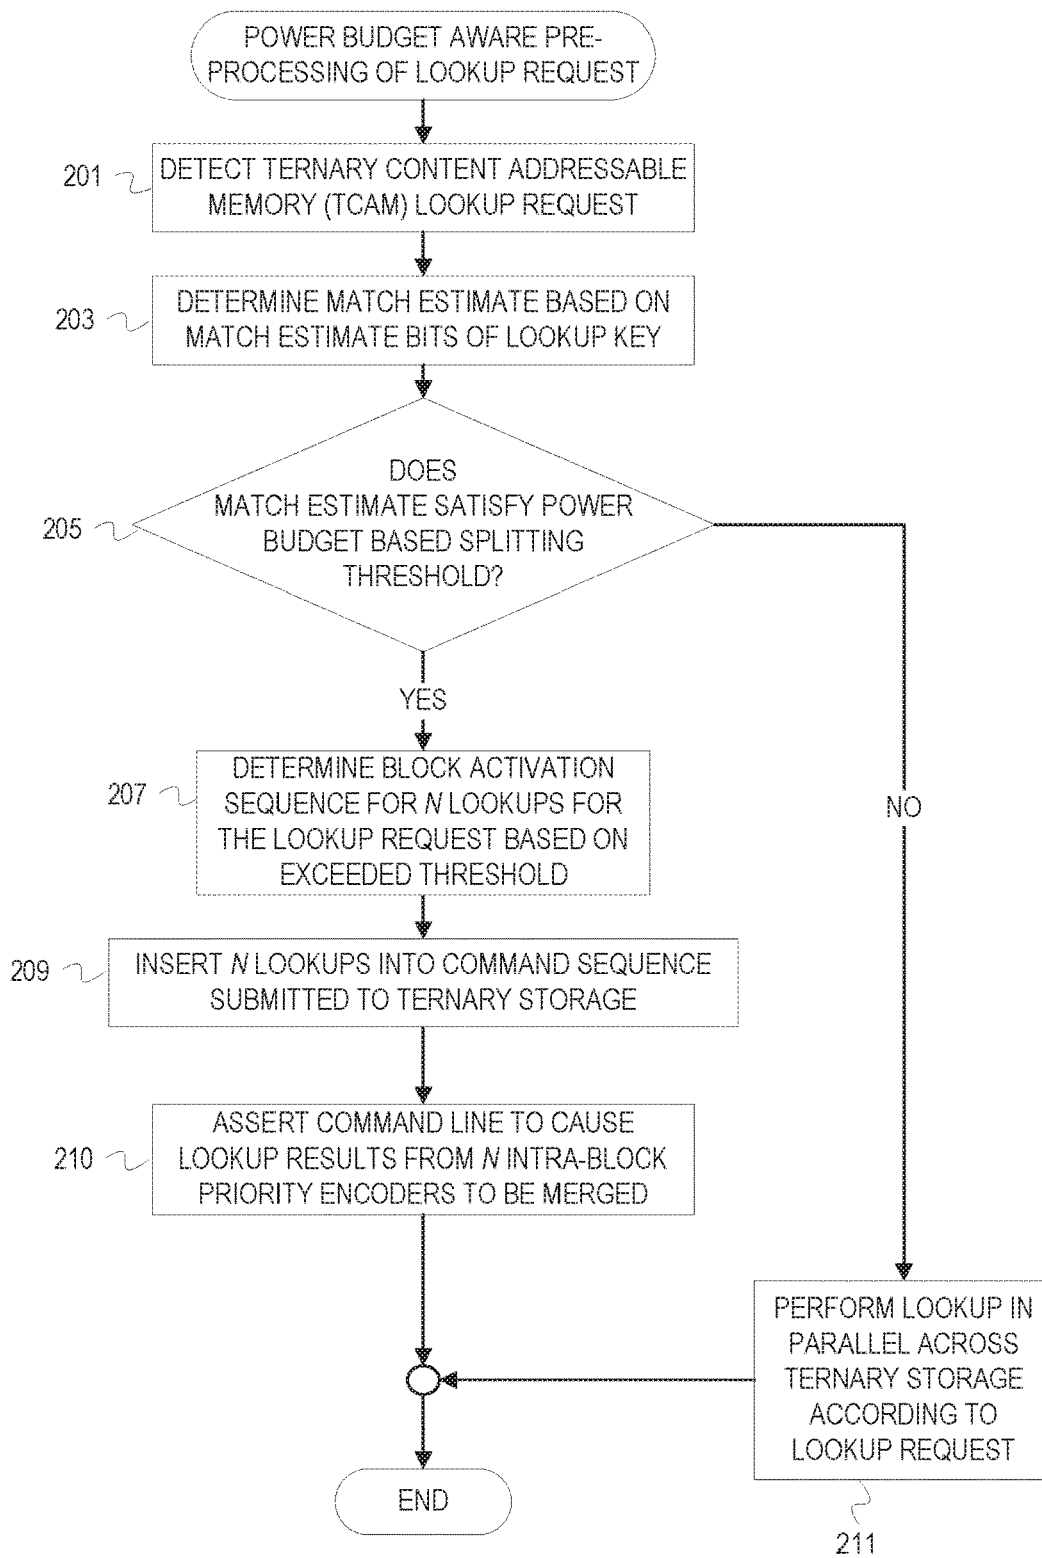 POWER BUDGET AWARE PRE-
PROCESSING OF LOOKUP REQUEST
201
DETECT TERNARY CONTENT ADDRESSABLE
MEMORY (TCAM) LOOKUP REQUEST
203
DETERMINE MATCH ESTIMATE BASED ON
MATCH ESTIMATE BITS OF LOOKUP KEY
205
DOES
MATCH ESTIMATE SATISFY POWER
BUDGET BASED SPLITTING
THRESHOLD?
YES
NO
207
DETERMINE BLOCK ACTIVATION
SEQUENCE FOR N LOOKUPS FOR
THE LOOKUP REQUEST BASED ON
EXCEEDED THRESHOLD
209
INSERT N LOOKUPS INTO COMMAND SEQUENCE
SUBMITTED TO TERNARY STORAGE
210
ASSERT COMMAND LINE TO CAUSE
LOOKUP RESULTS FROM N INTRA-BLOCK
PRIORITY ENCODERS TO BE MERGED
PERFORM LOOKUP IN
PARALLEL ACROSS
TERNARY STORAGE
ACCORDING TO
LOOKUP REQUEST
211
END